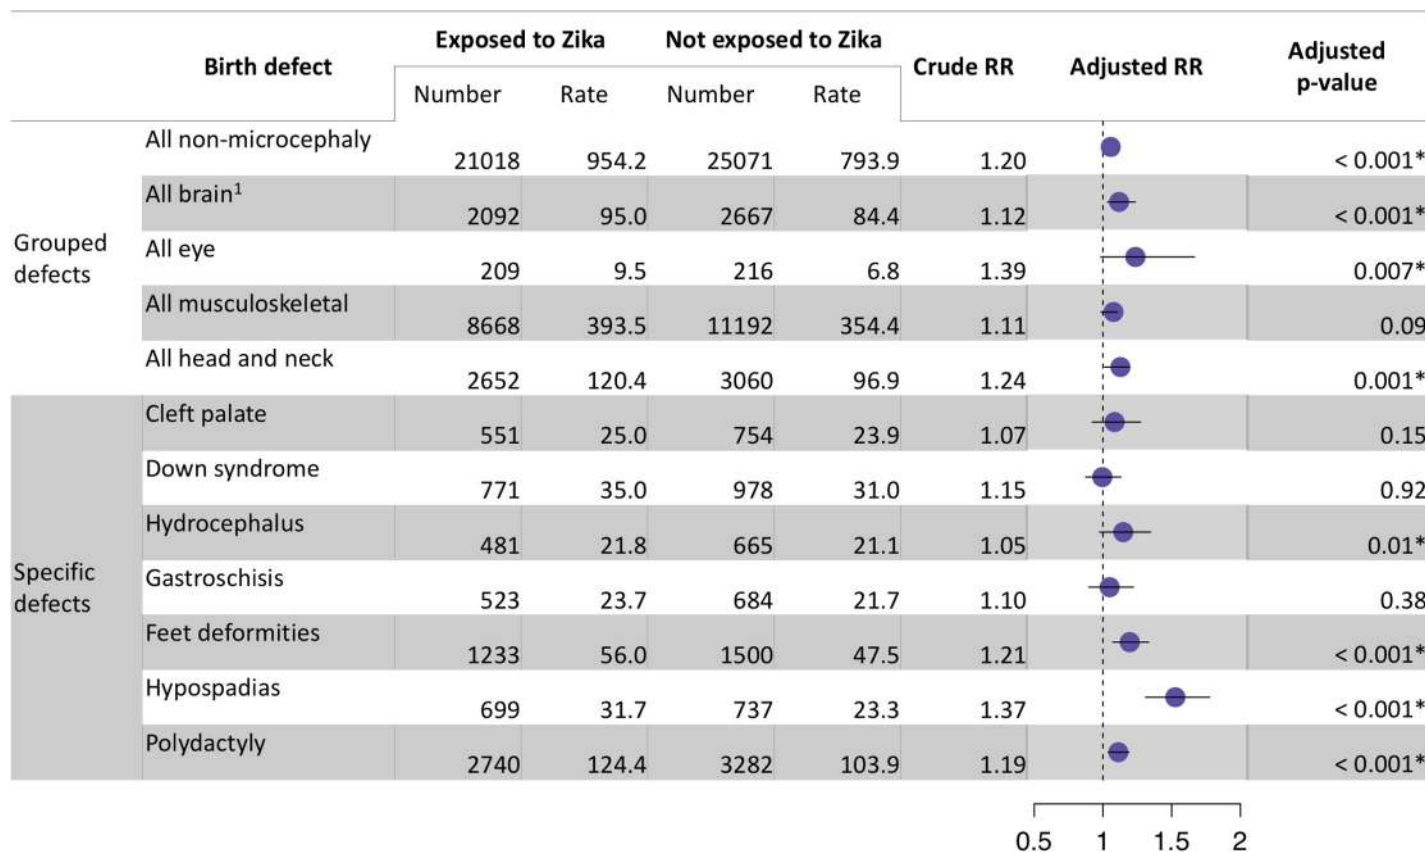 Birth defect Exposed to Zika Not exposed to Zika Crude RR Adjusted RR Adjusted p-value
Number Rate Number Rate
Grouped defects
All non-microcephaly 21018 954.2 25071 793.9 1.20 < 0.001*
All brain¹ 2092 95.0 2667 84.4 1.12 < 0.001*
All eye 209 9.5 216 6.8 1.39 0.007*
All musculoskeletal 8668 393.5 11192 354.4 1.11 0.09
All head and neck 2652 120.4 3060 96.9 1.24 0.001*
Specific defects
Cleft palate 551 25.0 754 23.9 1.07 0.15
Down syndrome 771 35.0 978 31.0 1.15 0.92
Hydrocephalus 481 21.8 665 21.1 1.05 0.01*
Gastroschisis 523 23.7 684 21.7 1.10 0.38
Feet deformities 1233 56.0 1500 47.5 1.21 < 0.001*
Hypospadias 699 31.7 737 23.3 1.37 < 0.001*
Polydactyly 2740 124.4 3282 103.9 1.19 < 0.001*
0.5 1 1.5 2